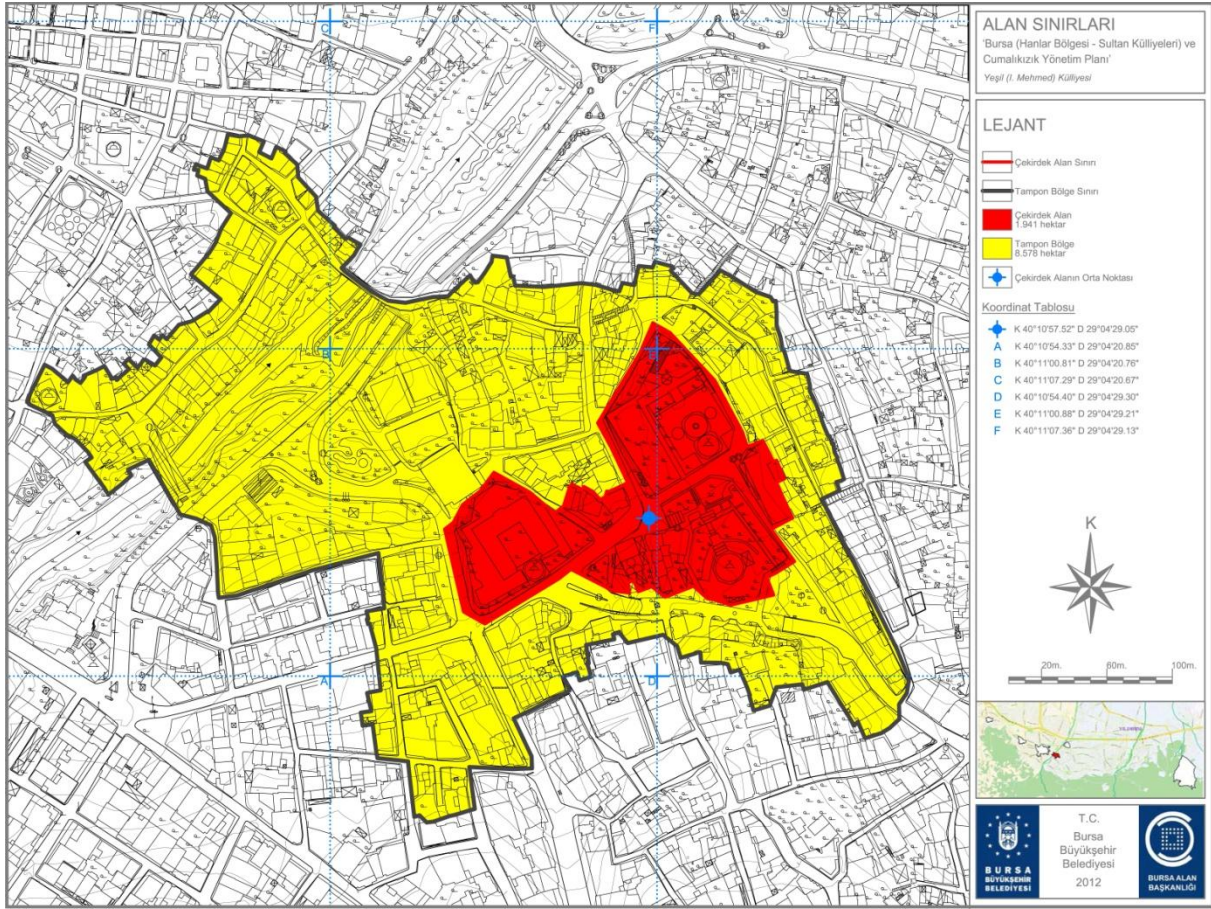 ALAN SINIRLARI
'Bursa (Hanlar Bölgesi - Sultan Külliyeleri) ve
Cumalıkızık Yönetim Planı'
Yeşil (I. Mehmed) Külliyesi
LEJANT
Çekirdek Alan Sınırı
Tampon Bölge Sınırı
Çekirdek Alan
1.941 hektar
Tampon Bölge
8.578 hektar
Çekirdek Alanın Orta Noktası
Koordinat Tablosu
K 40°10'57.52" D 29°04'29.05"
A K 40°10'54.33" D 29°04'20.85"
B K 40°11'00.81" D 29°04'20.76"
C K 40°11'07.29" D 29°04'20.67"
D K 40°10'54.40" D 29°04'29.30"
E K 40°11'00.88" D 29°04'29.21"
F K 40°11'07.36" D 29°04'29.13"
K
20m. 60m. 100m.
T.C.
Bursa
Büyükşehir
Belediyesi
2012
BURSA
BÜYÜKŞEHİR
BELEDİYESİ
BURSA ALAN
BAŞKANLIĞI
C
F
B
E
A
D